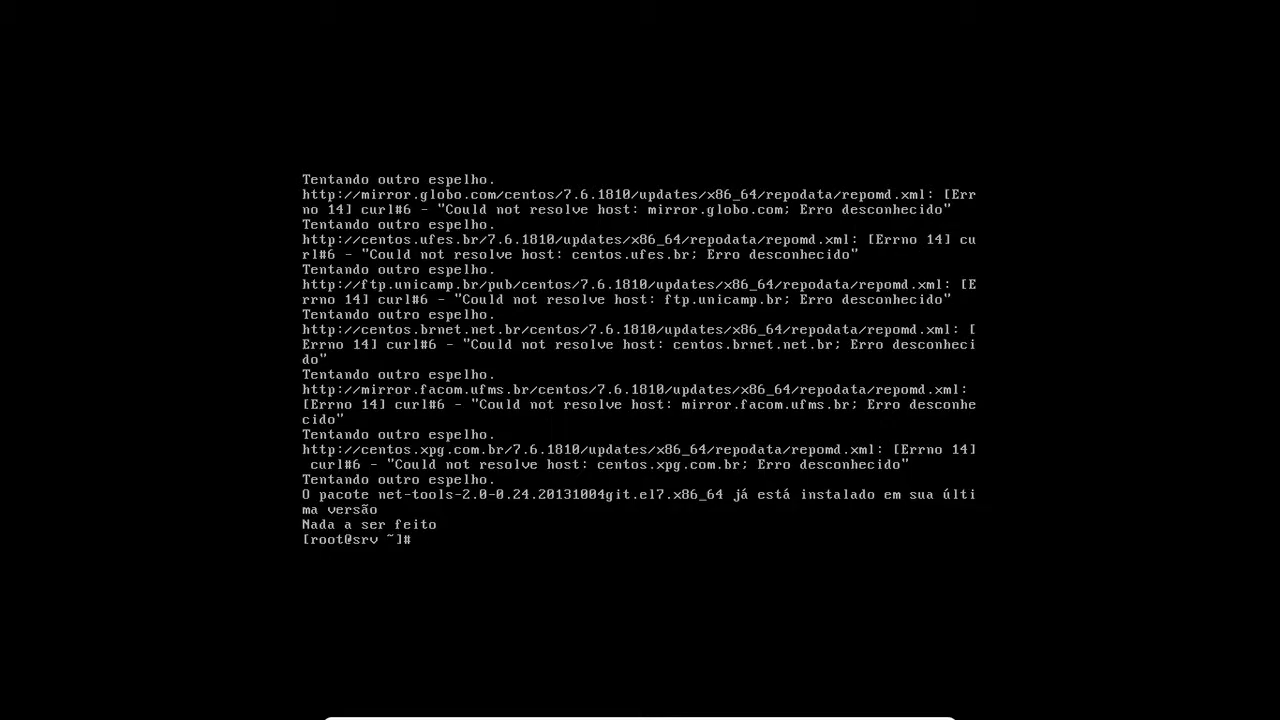 Tentando outro espelho.
http://mirror.globo.com/centos/7.6.1810/updates/x86_64/repodata/repomd.xml: [Err
no 14] curl#6 - "Could not resolve host: mirror.globo.com; Erro desconhecido"
Tentando outro espelho.
http://centos.ufes.br/7.6.1810/updates/x86_64/repodata/repomd.xml: [Errno 14] cu
rl#6 - "Could not resolve host: centos.ufes.br; Erro desconhecido"
Tentando outro espelho.
http://ftp.unicamp.br/pub/centos/7.6.1810/updates/x86_64/repodata/repomd.xml: [E
rrno 14] curl#6 - "Could not resolve host: ftp.unicamp.br; Erro desconhecido"
Tentando outro espelho.
http://centos.brnet.net.br/centos/7.6.1810/updates/x86_64/repodata/repomd.xml: [
Errno 14] curl#6 - "Could not resolve host: centos.brnet.net.br; Erro desconheci
do"
Tentando outro espelho.
http://mirror.facom.ufms.br/centos/7.6.1810/updates/x86_64/repodata/repomd.xml:
[Errno 14] curl#6 - "Could not resolve host: mirror.facom.ufms.br; Erro desconhe
cido"
Tentando outro espelho.
http://centos.xpg.com.br/7.6.1810/updates/x86_64/repodata/repomd.xml: [Errno 14]
 curl#6 - "Could not resolve host: centos.xpg.com.br; Erro desconhecido"
Tentando outro espelho.
O pacote net-tools-2.0-0.24.20131004git.el7.x86_64 já está instalado em sua últi
ma versão
Nada a ser feito
[root@srv ~]#